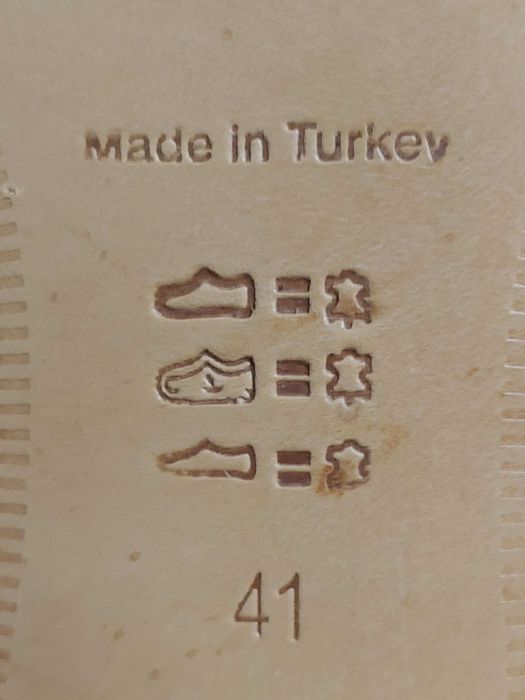 Made in Turkey
=
=
=
41